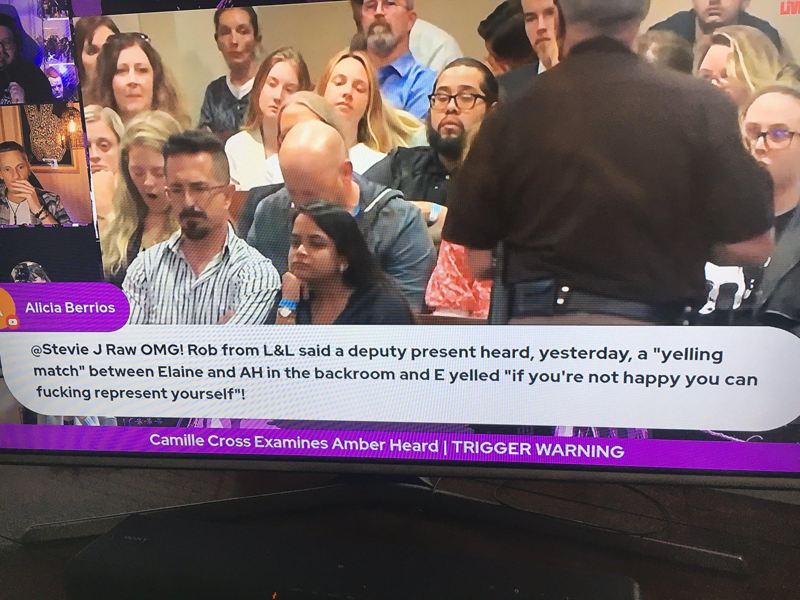 LIVE
Alicia Berrios
@Stevie J Raw OMG! Rob from L&L said a deputy present heard, yesterday, a "yelling
match" between Elaine and AH in the backroom and E yelled "if you're not happy you can
fucking represent yourself"!
Camille Cross Examines Amber Heard | TRIGGER WARNING
SONY